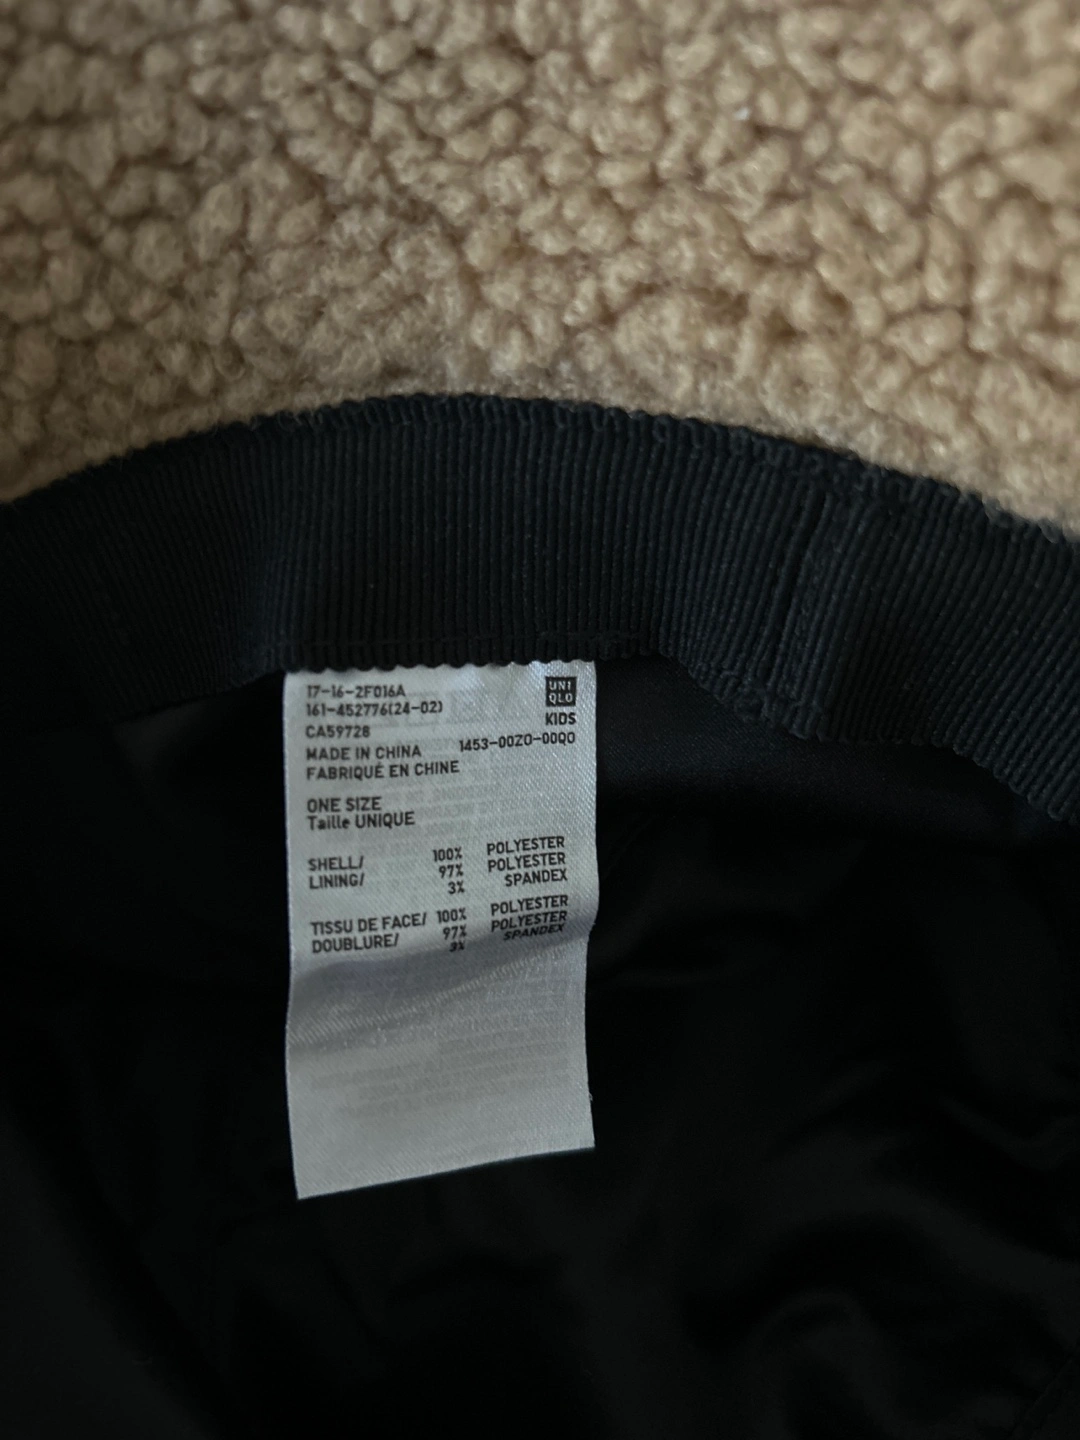 17-16-2F016A
161-452776(24-02)
CA59728
UNI
QLO
KIDS
MADE IN CHINA 1453-00Z0-00Q0
FABRIQUÉ EN CHINE
ONE SIZE
Taille UNIQUE
SHELL/ 100% POLYESTER
LINING/ 97% POLYESTER
3% SPANDEX
TISSU DE FACE/ 100% POLYESTER
DOUBLURE/ 97% POLYESTER
3% SPANDEX